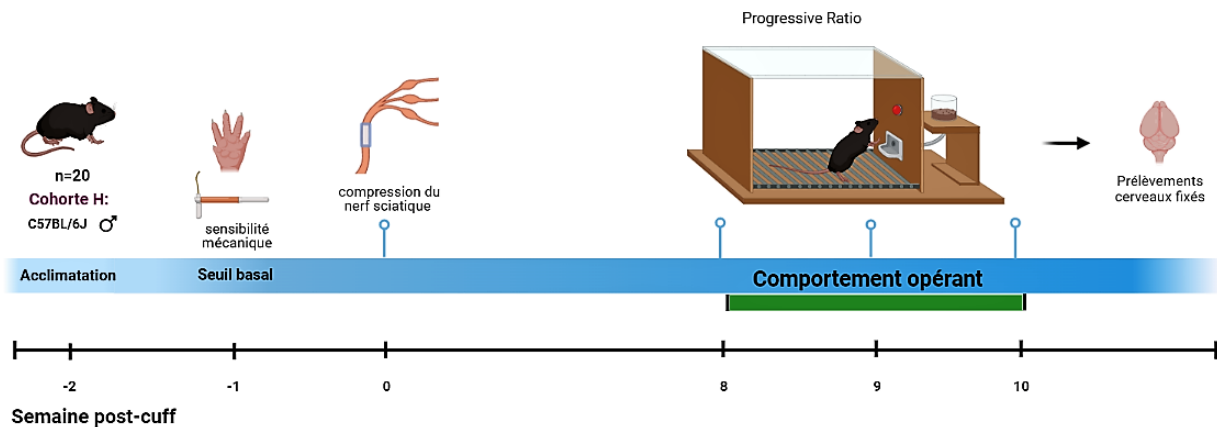 Progressive Ratio
n=20
Cohorte H:
C57BL/6J ♂
sensibilité
mécanique
compression du
nerf sciatique
Prélèvements
cerveaux fixés
Acclimatation
Seuil basal
Comportement opérant
-2
-1
0
8
9
10
Semaine post-cuff